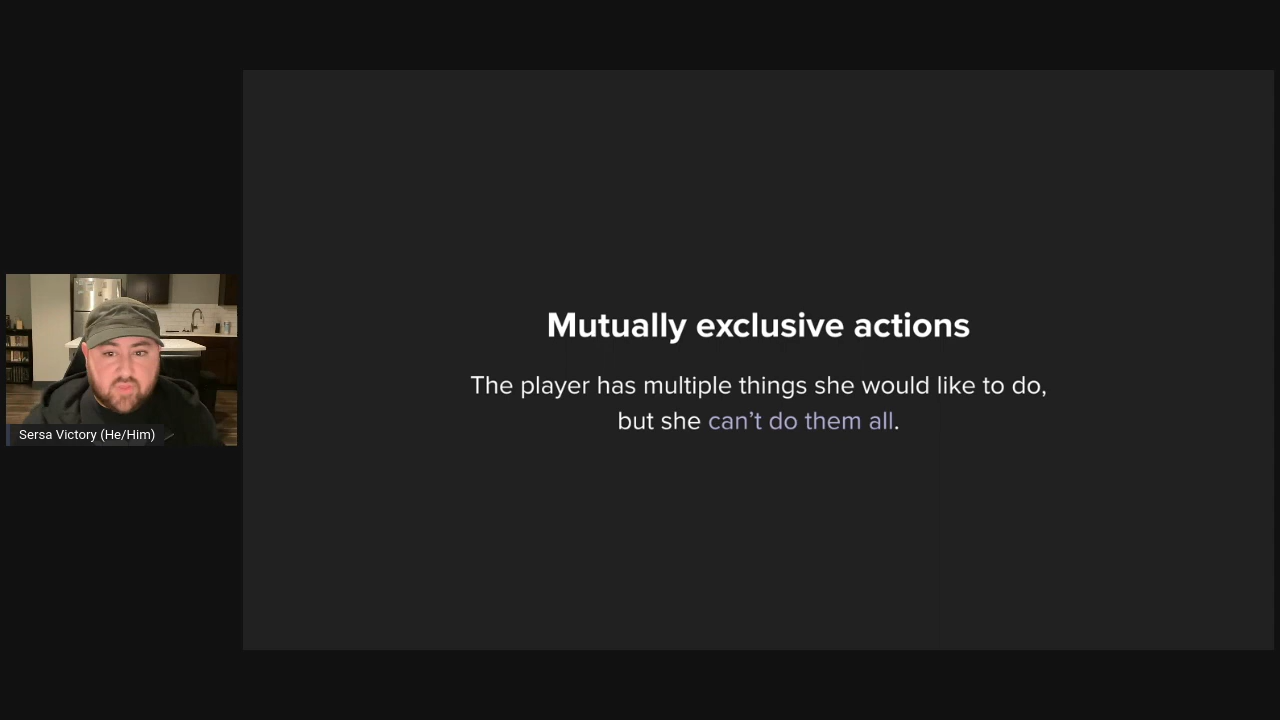 Mutually exclusive actions
The player has multiple things she would like to do,
but she can’t do them all.
Sersa Victory (He/Him)